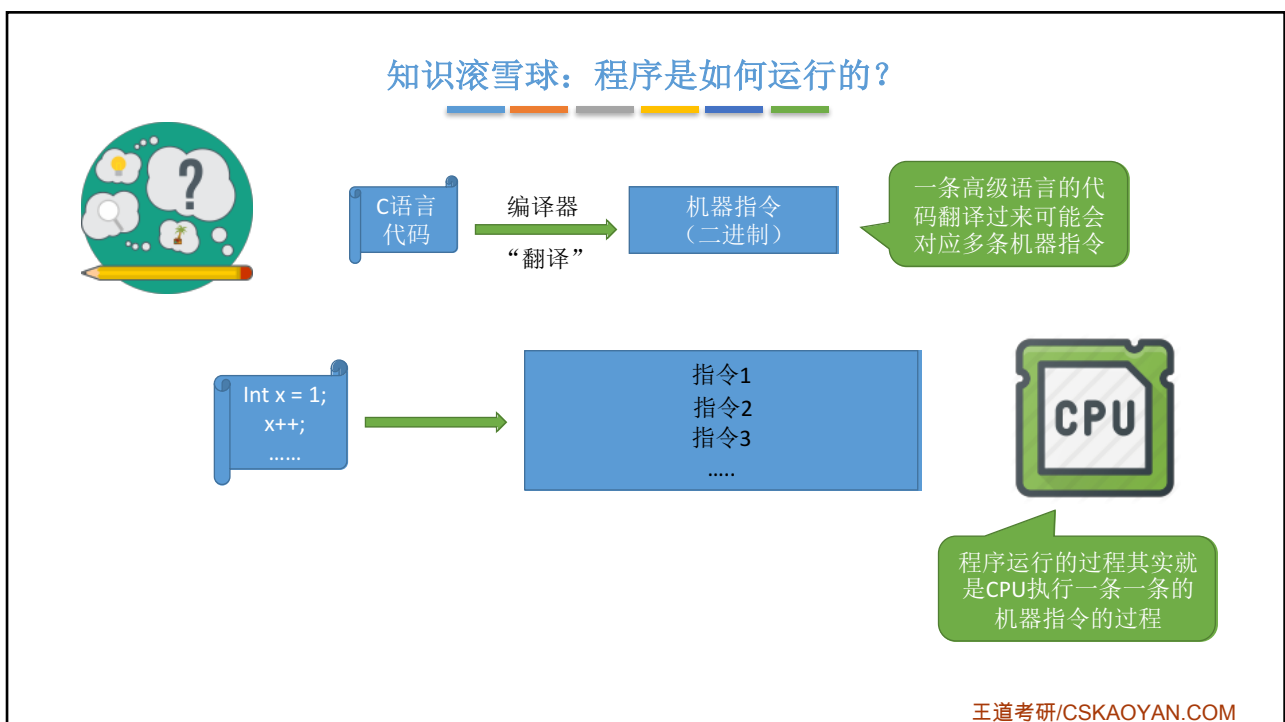 知识滚雪球：程序是如何运行的？
C语言
代码
编译器
“翻译”
机器指令
（二进制）
一条高级语言的代
码翻译过来可能会
对应多条机器指令
Int x = 1;
x++;
……
指令1
指令2
指令3
…..
CPU
程序运行的过程其实就
是CPU执行一条一条的
机器指令的过程
王道考研/CSKAOYAN.COM